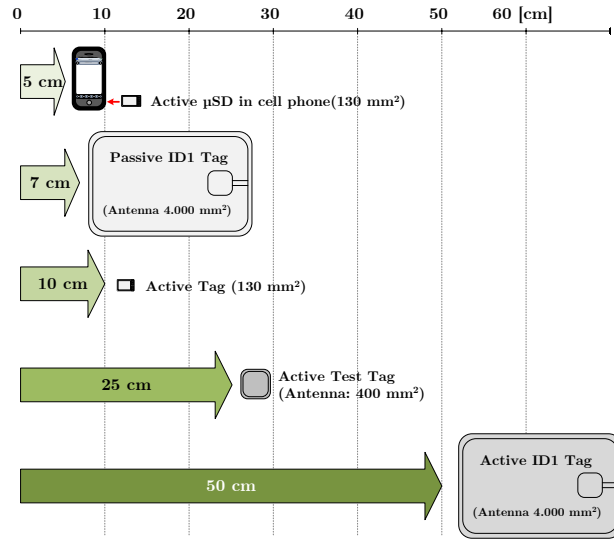 0 10 20 30 40 50 60 [cm]
5 cm
Active µSD in cell phone(130 mm²)
Passive ID1 Tag
7 cm
(Antenna 4.000 mm²)
10 cm
Active Tag (130 mm²)
Active Test Tag
25 cm
(Antenna: 400 mm²)
Active ID1 Tag
50 cm
(Antenna 4.000 mm²)